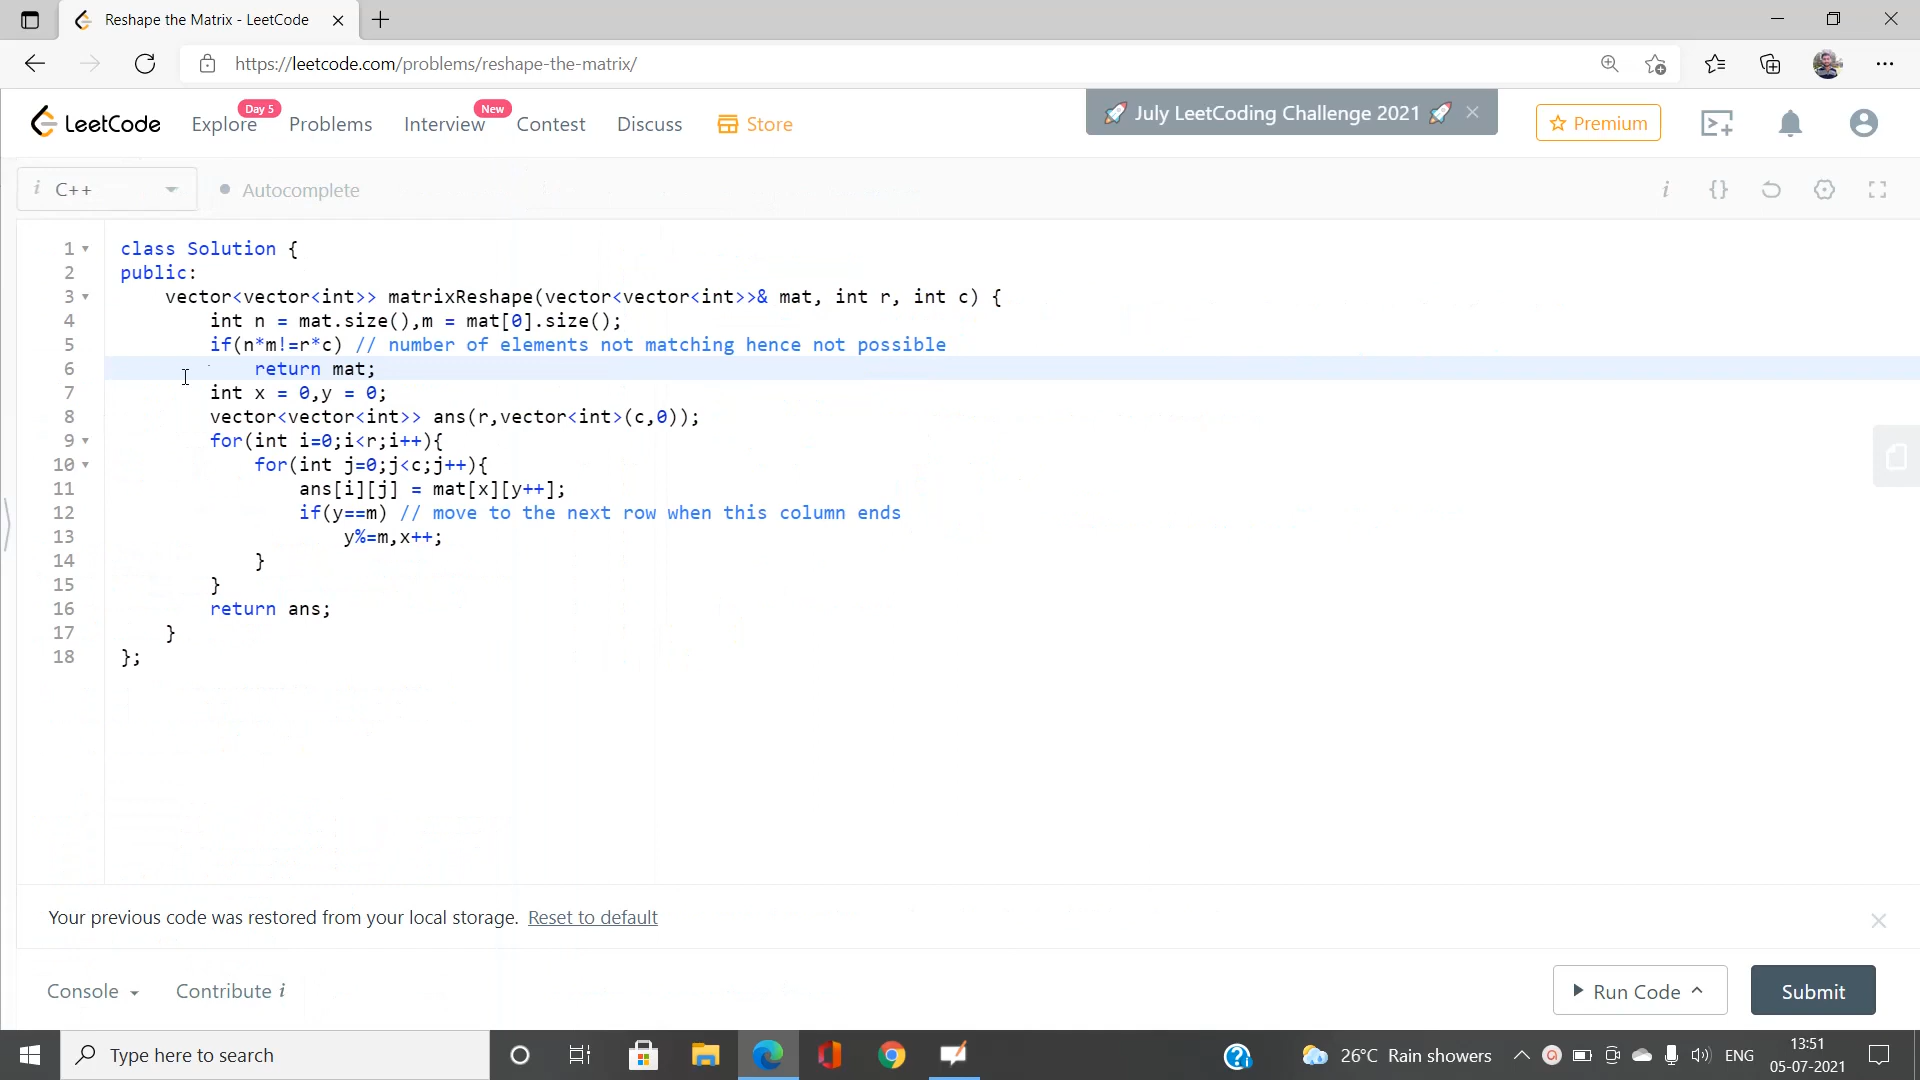 Reshape the Matrix - LeetCode
https://leetcode.com/problems/reshape-the-matrix/
LeetCode
Explore
Day 5
Problems
Interview
New
Contest
Discuss
Store
🚀 July LeetCoding Challenge 2021 🚀
Premium
i C++
Autocomplete
i {}
1 class Solution {
2 public:
3 vector<vector<int>> matrixReshape(vector<vector<int>>& mat, int r, int c) {
4 int n = mat.size(),m = mat[0].size();
5 if(n*m!=r*c) // number of elements not matching hence not possible
6 return mat;
7 int x = 0,y = 0;
8 vector<vector<int>> ans(r,vector<int>(c,0));
9 for(int i=0;i<r;i++){
10 for(int j=0;j<c;j++){
11 ans[i][j] = mat[x][y++];
12 if(y==m) // move to the next row when this column ends
13 y%=m,x++;
14 }
15 }
16 return ans;
17 }
18 };
Your previous code was restored from your local storage. Reset to default
Console
Contribute i
Run Code
Submit
Type here to search
26°C Rain showers
ENG
13:51
05-07-2021